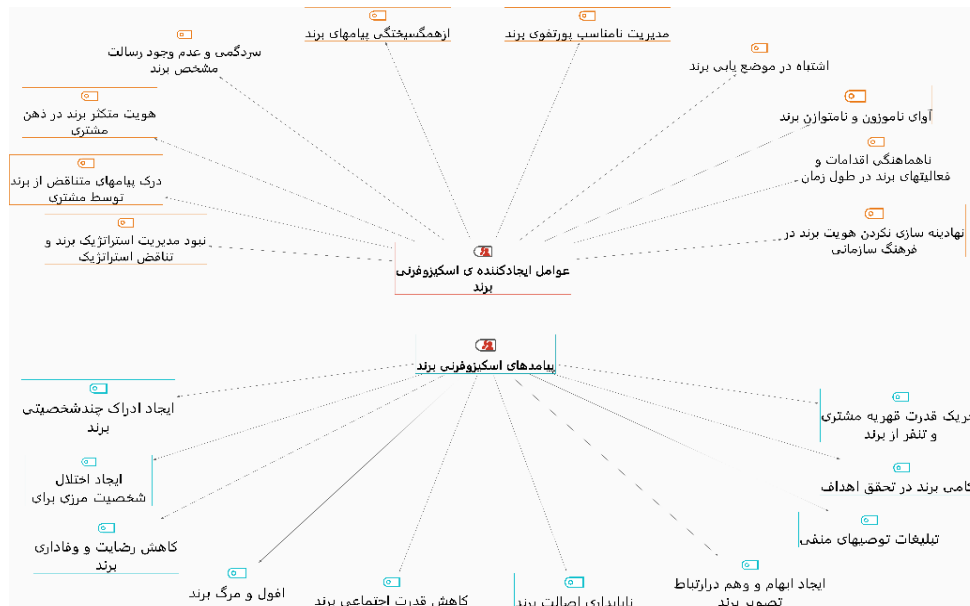 ازهمگسیختگی پیامهای برند
مدیریت نامناسب پورتفوی برند
سردگمی و عدم وجود رسالت
مشخص برند
اشتباه در موضع یابی برند
هویت متکثر برند در ذهن
مشتری
آوای ناموزون و نامتوازن برند
درک پیامهای متناقض از برند
توسط مشتری
ناهماهنگی اقدامات و
فعالیتهای برند در طول زمان
نبود مدیریت استراتژیک برند و
تناقض استراتژیک
نهادینه سازی نکردن هویت برند در
فرهنگ سازمانی
عوامل ایجادکننده ی اسکیزوفرنی
برند
پیامدهای اسکیزوفرنی برند
ایجاد ادراک چندشخصیتی
برند
قدرت قهریه مشتری
و تنفر از برند
ایجاد اختلال
شخصیت مرزی برای
برند در تحقق اهداف
کاهش رضایت و وفاداری
برند
تبلیغات توصیهای منفی
افول و مرگ برند
کاهش قدرت اجتماعی برند
ناپایداری اصالت برند
ایجاد ابهام و وهم درارتباط
تصویر برند